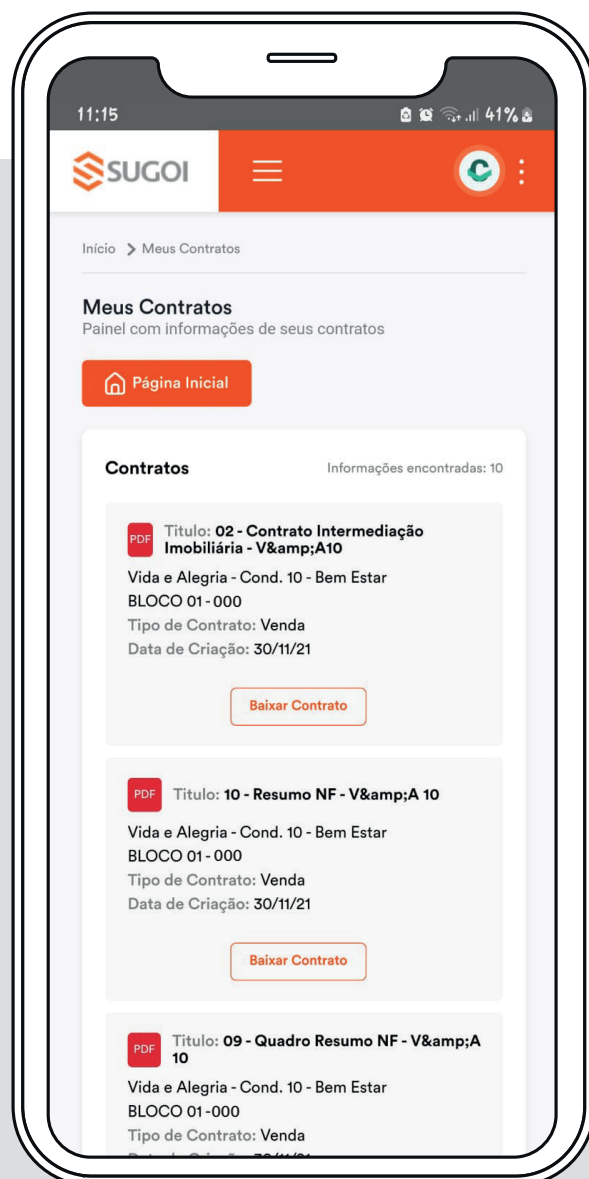 11:15
41%
SUGOI
Início > Meus Contratos
Meus Contratos
Painel com informações de seus contratos
Página Inicial
Contratos
Informações encontradas: 10
PDF
Titulo: 02 - Contrato Intermediação
Imobiliária - V&amp;A10
Vida e Alegria - Cond. 10 - Bem Estar
BLOCO 01 - 000
Tipo de Contrato: Venda
Data de Criação: 30/11/21
Baixar Contrato
PDF
Titulo: 10 - Resumo NF - V&amp;A 10
Vida e Alegria - Cond. 10 - Bem Estar
BLOCO 01 - 000
Tipo de Contrato: Venda
Data de Criação: 30/11/21
Baixar Contrato
PDF
Titulo: 09 - Quadro Resumo NF - V&amp;A
10
Vida e Alegria - Cond. 10 - Bem Estar
BLOCO 01 -000
Tipo de Contrato: Venda